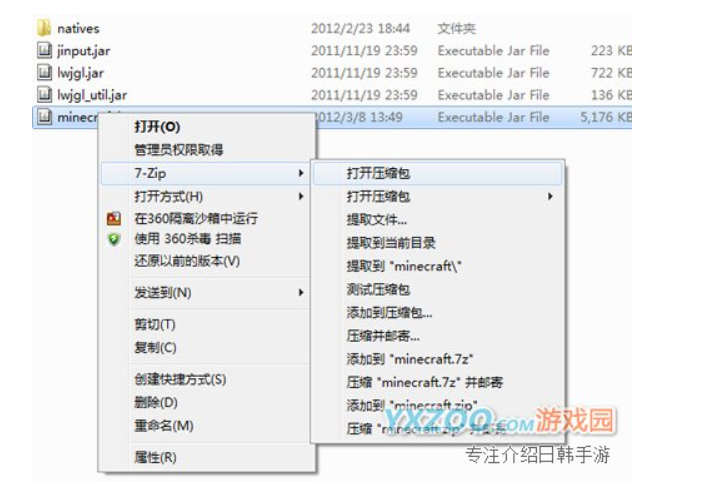 natives 2012/2/23 18:44 文件夹
jinput.jar 2011/11/19 23:59 Executable Jar File 223 KB
lwjgl.jar 2011/11/19 23:59 Executable Jar File 722 KB
lwjgl_util.jar 2011/11/19 23:59 Executable Jar File 136 KB
minecr 2012/3/8 13:49 Executable Jar File 5,176 KB
打开(O)
管理员权限取得
7-Zip
打开方式(H)
在360隔离沙箱中运行
使用 360杀毒 扫描
还原以前的版本(V)
发送到(N)
剪切(T)
复制(C)
创建快捷方式(S)
删除(D)
重命名(M)
属性(R)
打开压缩包
打开压缩包
提取文件...
提取到当前目录
提取到 "minecraft\"
测试压缩包
添加到压缩包...
压缩并邮寄...
添加到 "minecraft.7z"
压缩 "minecraft.7z" 并邮寄
添加到 "minecraft.zip"
压缩 "minecraft.zip" 并邮寄
YXZOO.COM游戏园
专注介绍日韩手游